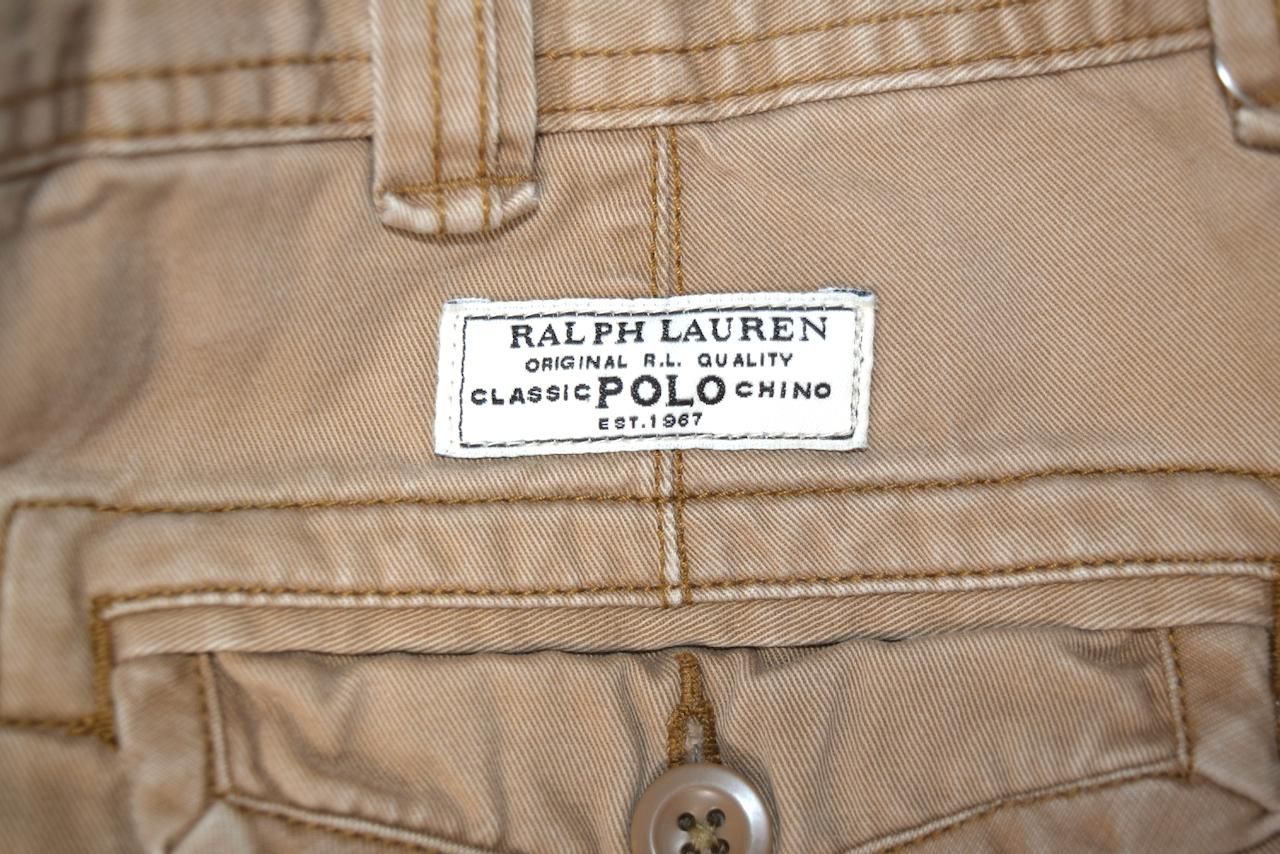 RALPH LAUREN
ORIGINAL R.L. QUALITY
CLASSIC POLO CHINO
EST.1967